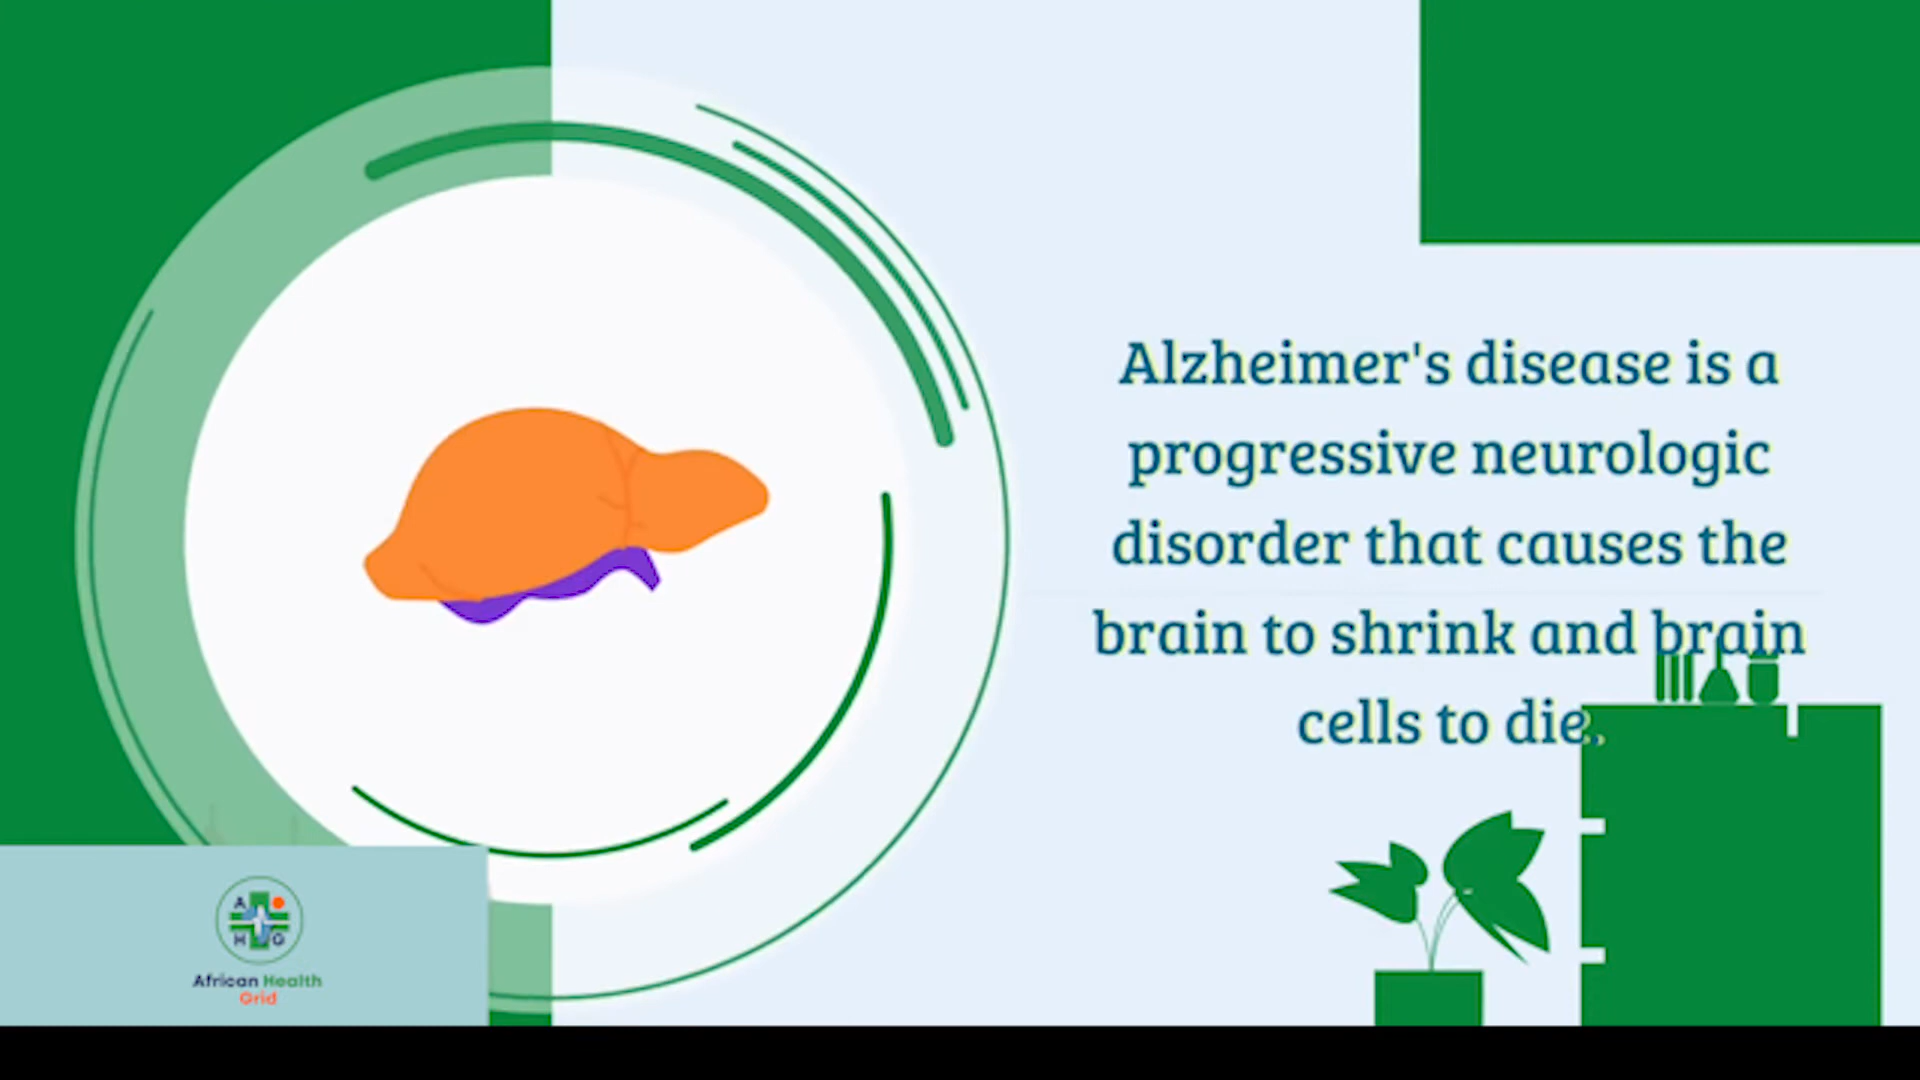 Alzheimer's disease is a
progressive neurologic
disorder that causes the
brain to shrink and brain
cells to die.
A
H G
African Health
Grid